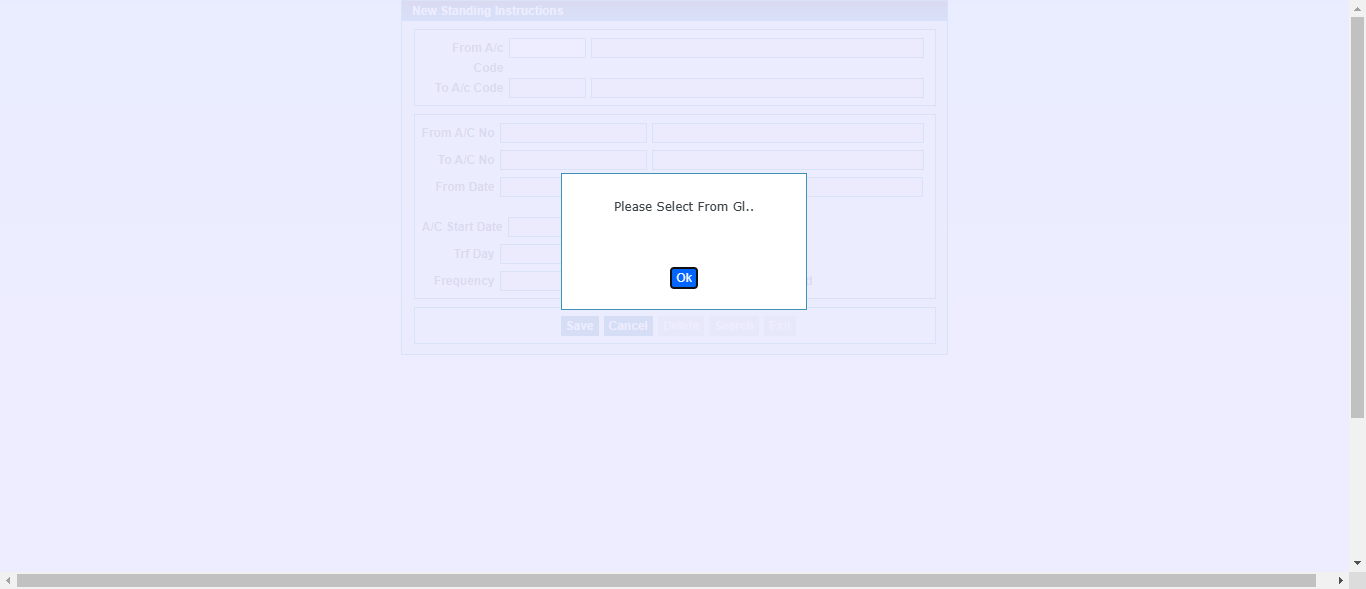 New Standing Instructions
From A/c
Code
To A/c Code
From A/C No
To A/C No
From Date
Please Select From Gl..
A/C Start Date
Trf Day
Ok
Frequency
Save Cancel Delete Search Exit